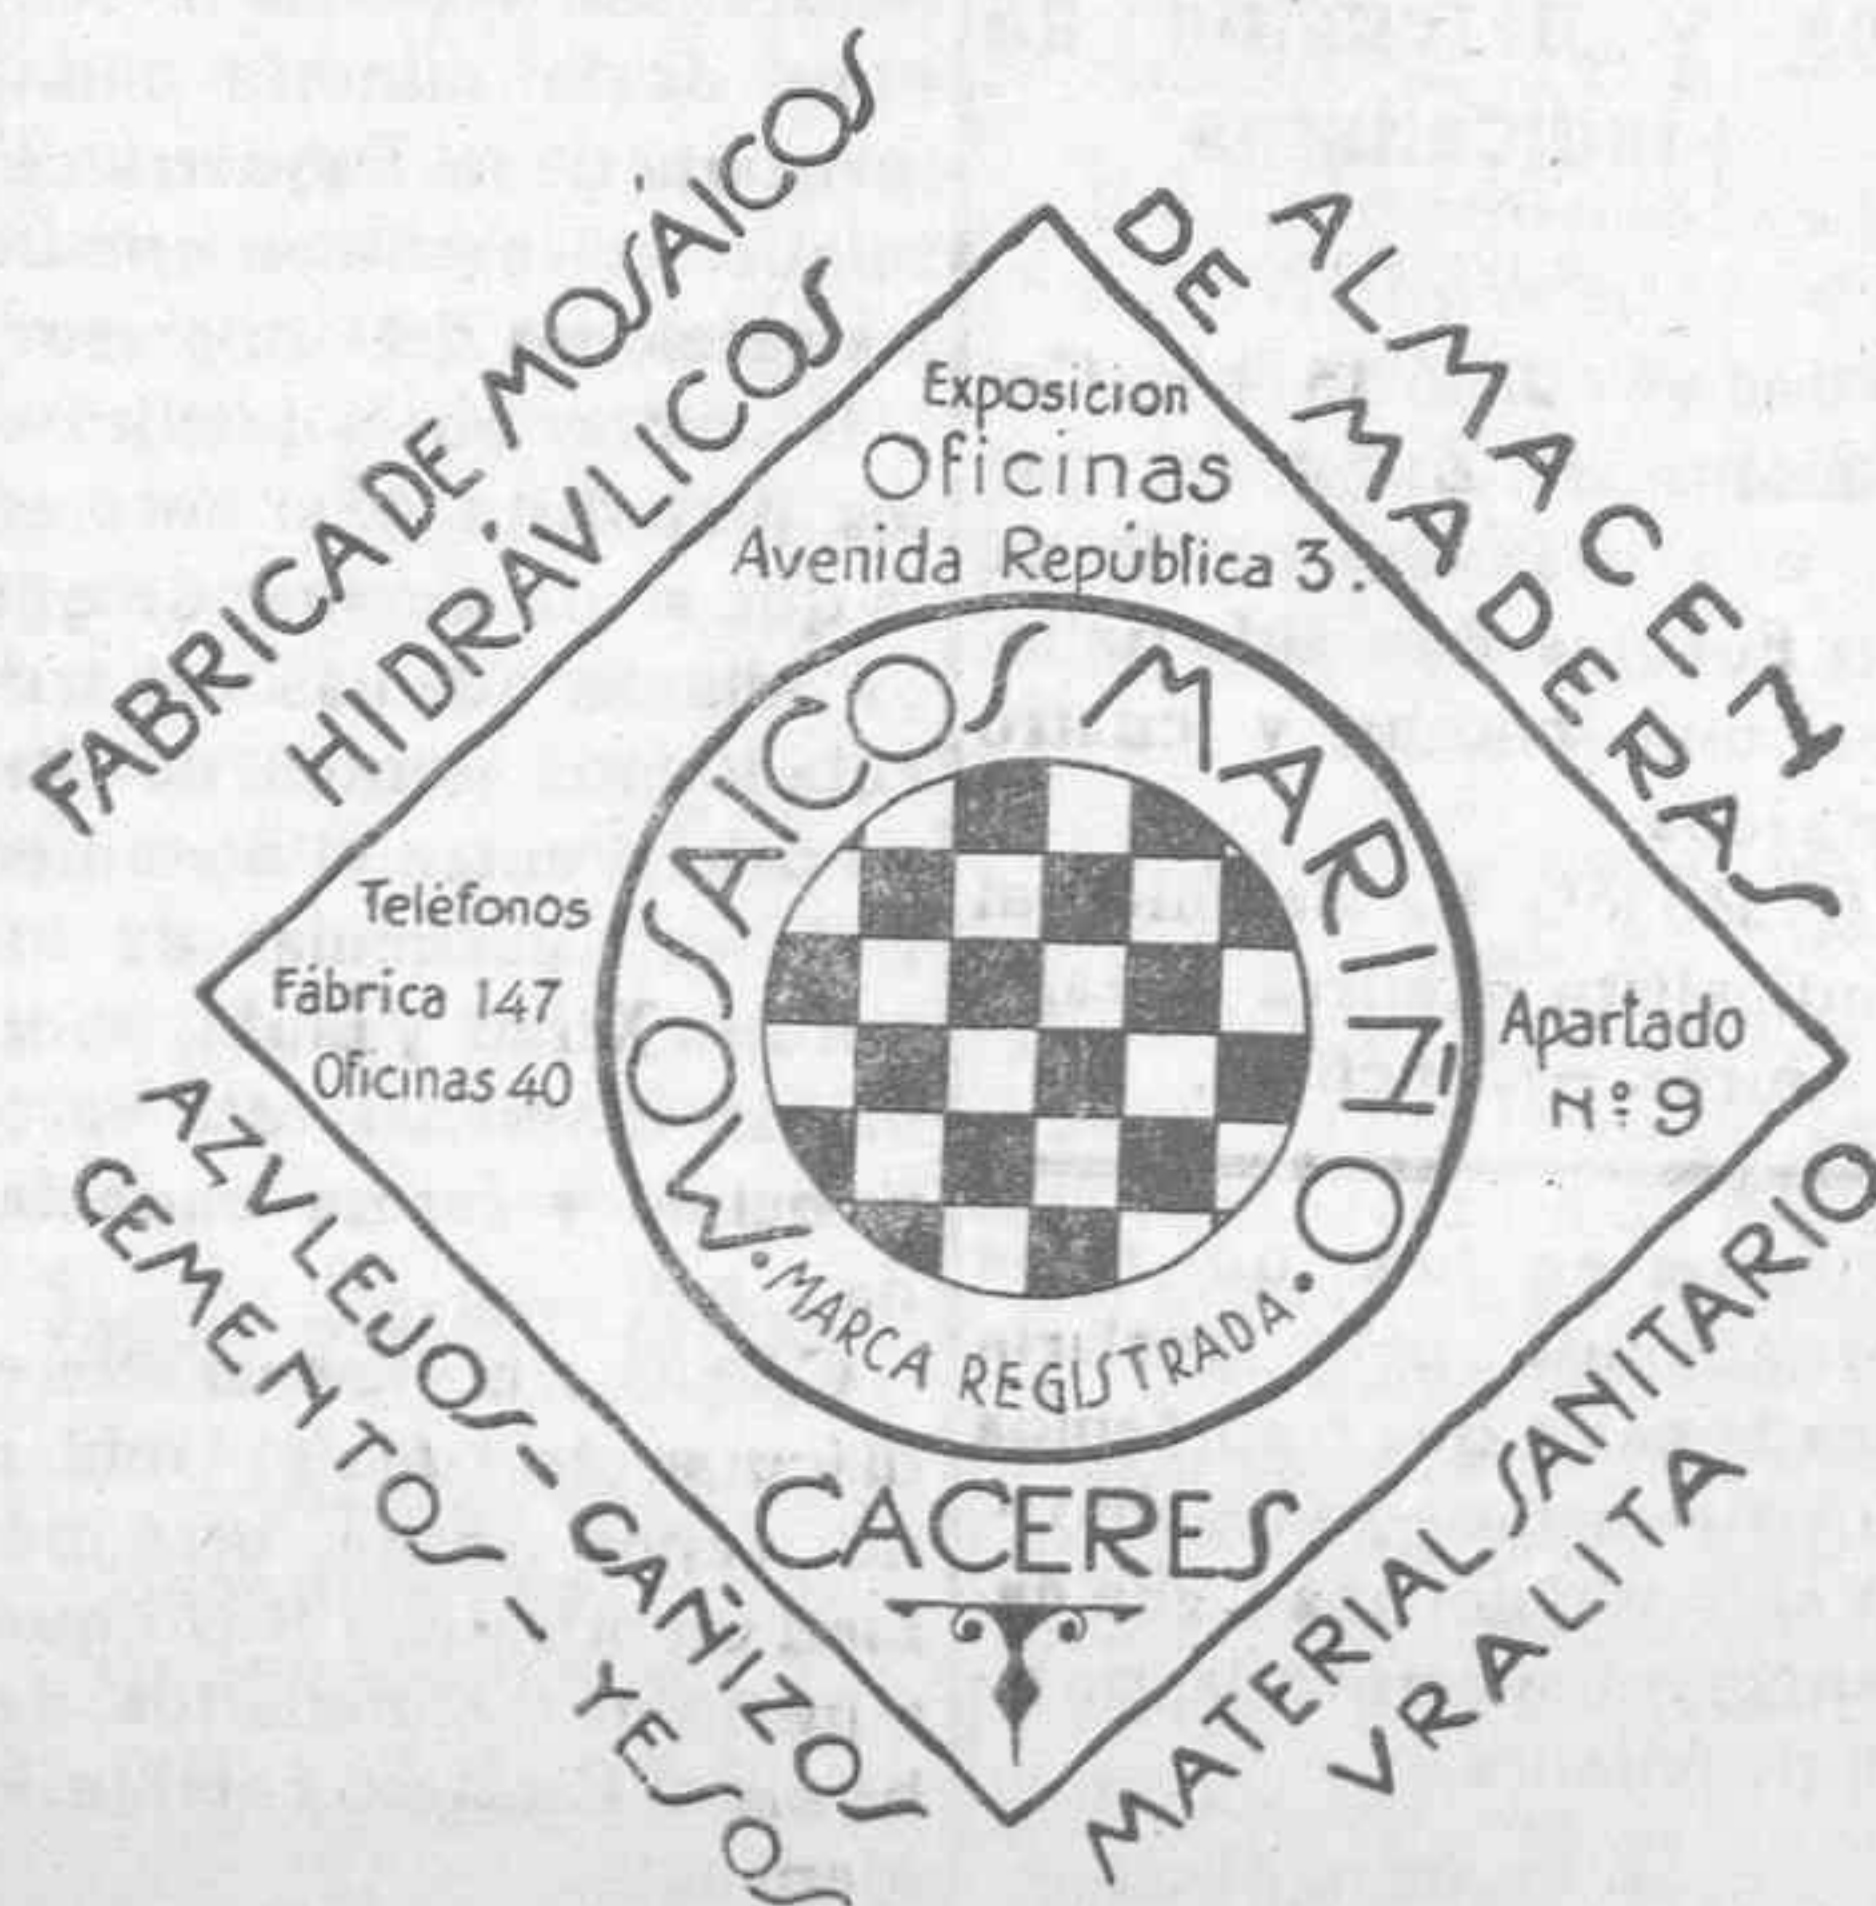 FABRICA DE MOSÁICOS
HIDRÁVLICOS
ALMACEN
DE MADERAS
Exposicion
Oficinas
Avenida República 3.
MOSAICOS MARIÑO
· MARCA REGISTRADA ·
Teléfonos
Fábrica 147
Oficinas 40
Apartado
Nº 9
CACERES
AZVLEJOS - CAÑIZOS
CEMENTOS - YESOS
MATERIAL SANITARIO
VRALITA